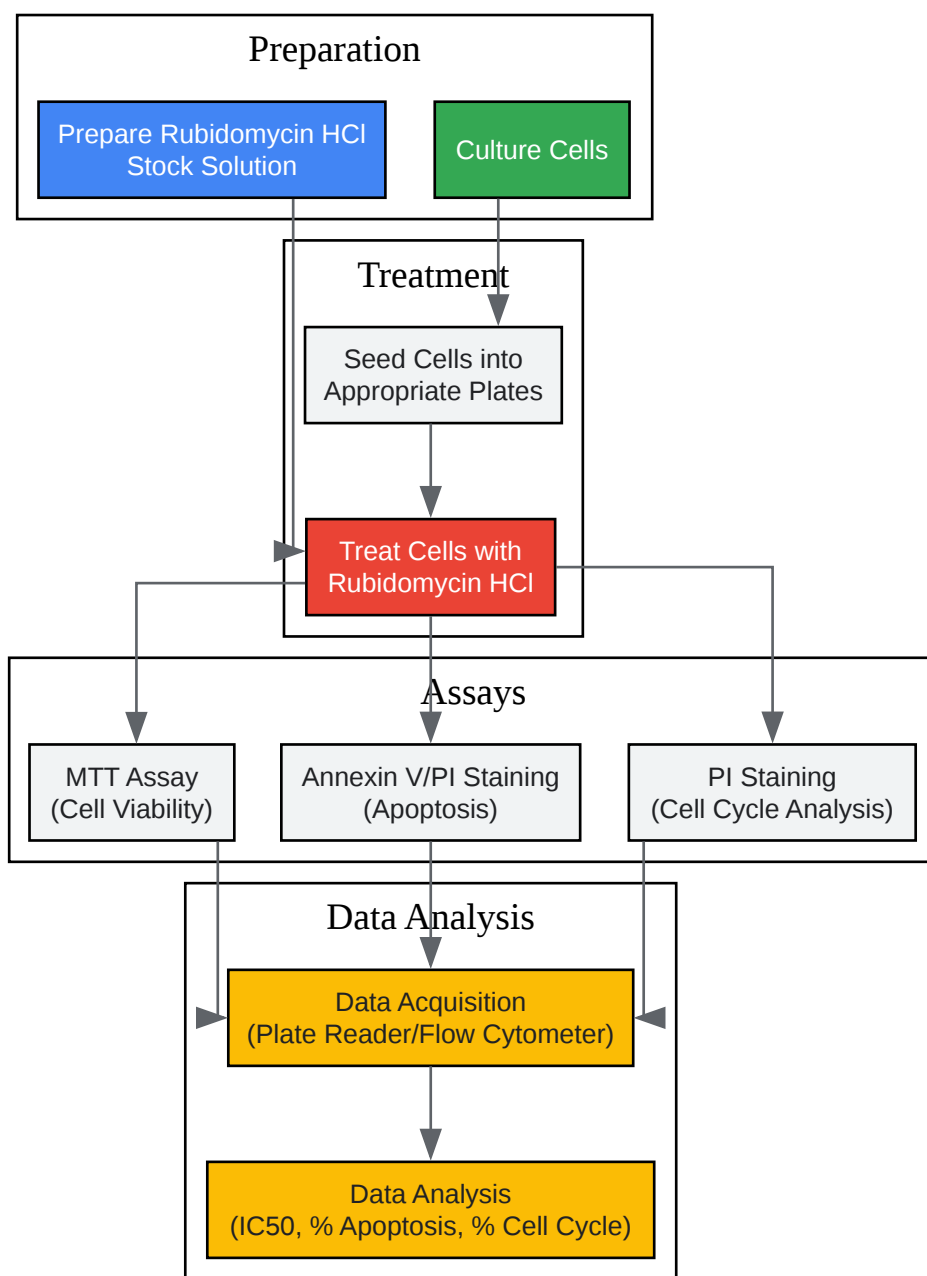 Preparation
Prepare Rubidomycin HCl
Stock Solution
Culture Cells
Treatment
Seed Cells into
Appropriate Plates
Treat Cells with
Rubidomycin HCl
Assays
MTT Assay
(Cell Viability)
Annexin V/PI Staining
(Apoptosis)
PI Staining
(Cell Cycle Analysis)
Data Analysis
Data Acquisition
(Plate Reader/Flow Cytometer)
Data Analysis
(IC50, % Apoptosis, % Cell Cycle)